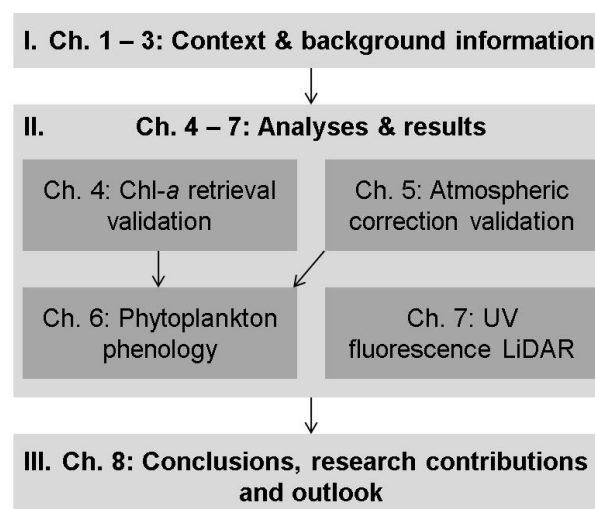 I. Ch. 1 – 3: Context & background information
II. Ch. 4 – 7: Analyses & results
Ch. 4: Chl-a retrieval
validation
Ch. 5: Atmospheric
correction validation
Ch. 6: Phytoplankton
phenology
Ch. 7: UV
fluorescence LiDAR
III. Ch. 8: Conclusions, research contributions
and outlook